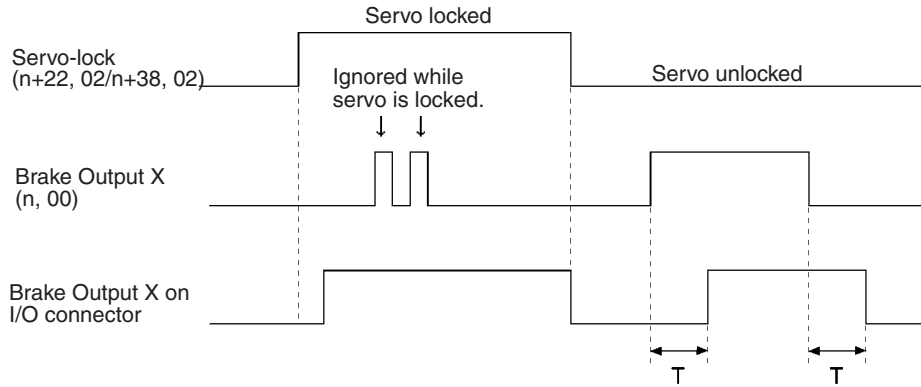 Servo locked
Servo-lock
(n+22, 02/n+38, 02)
Ignored while
servo is locked.
Servo unlocked
Brake Output X
(n, 00)
Brake Output X on
I/O connector
T
T